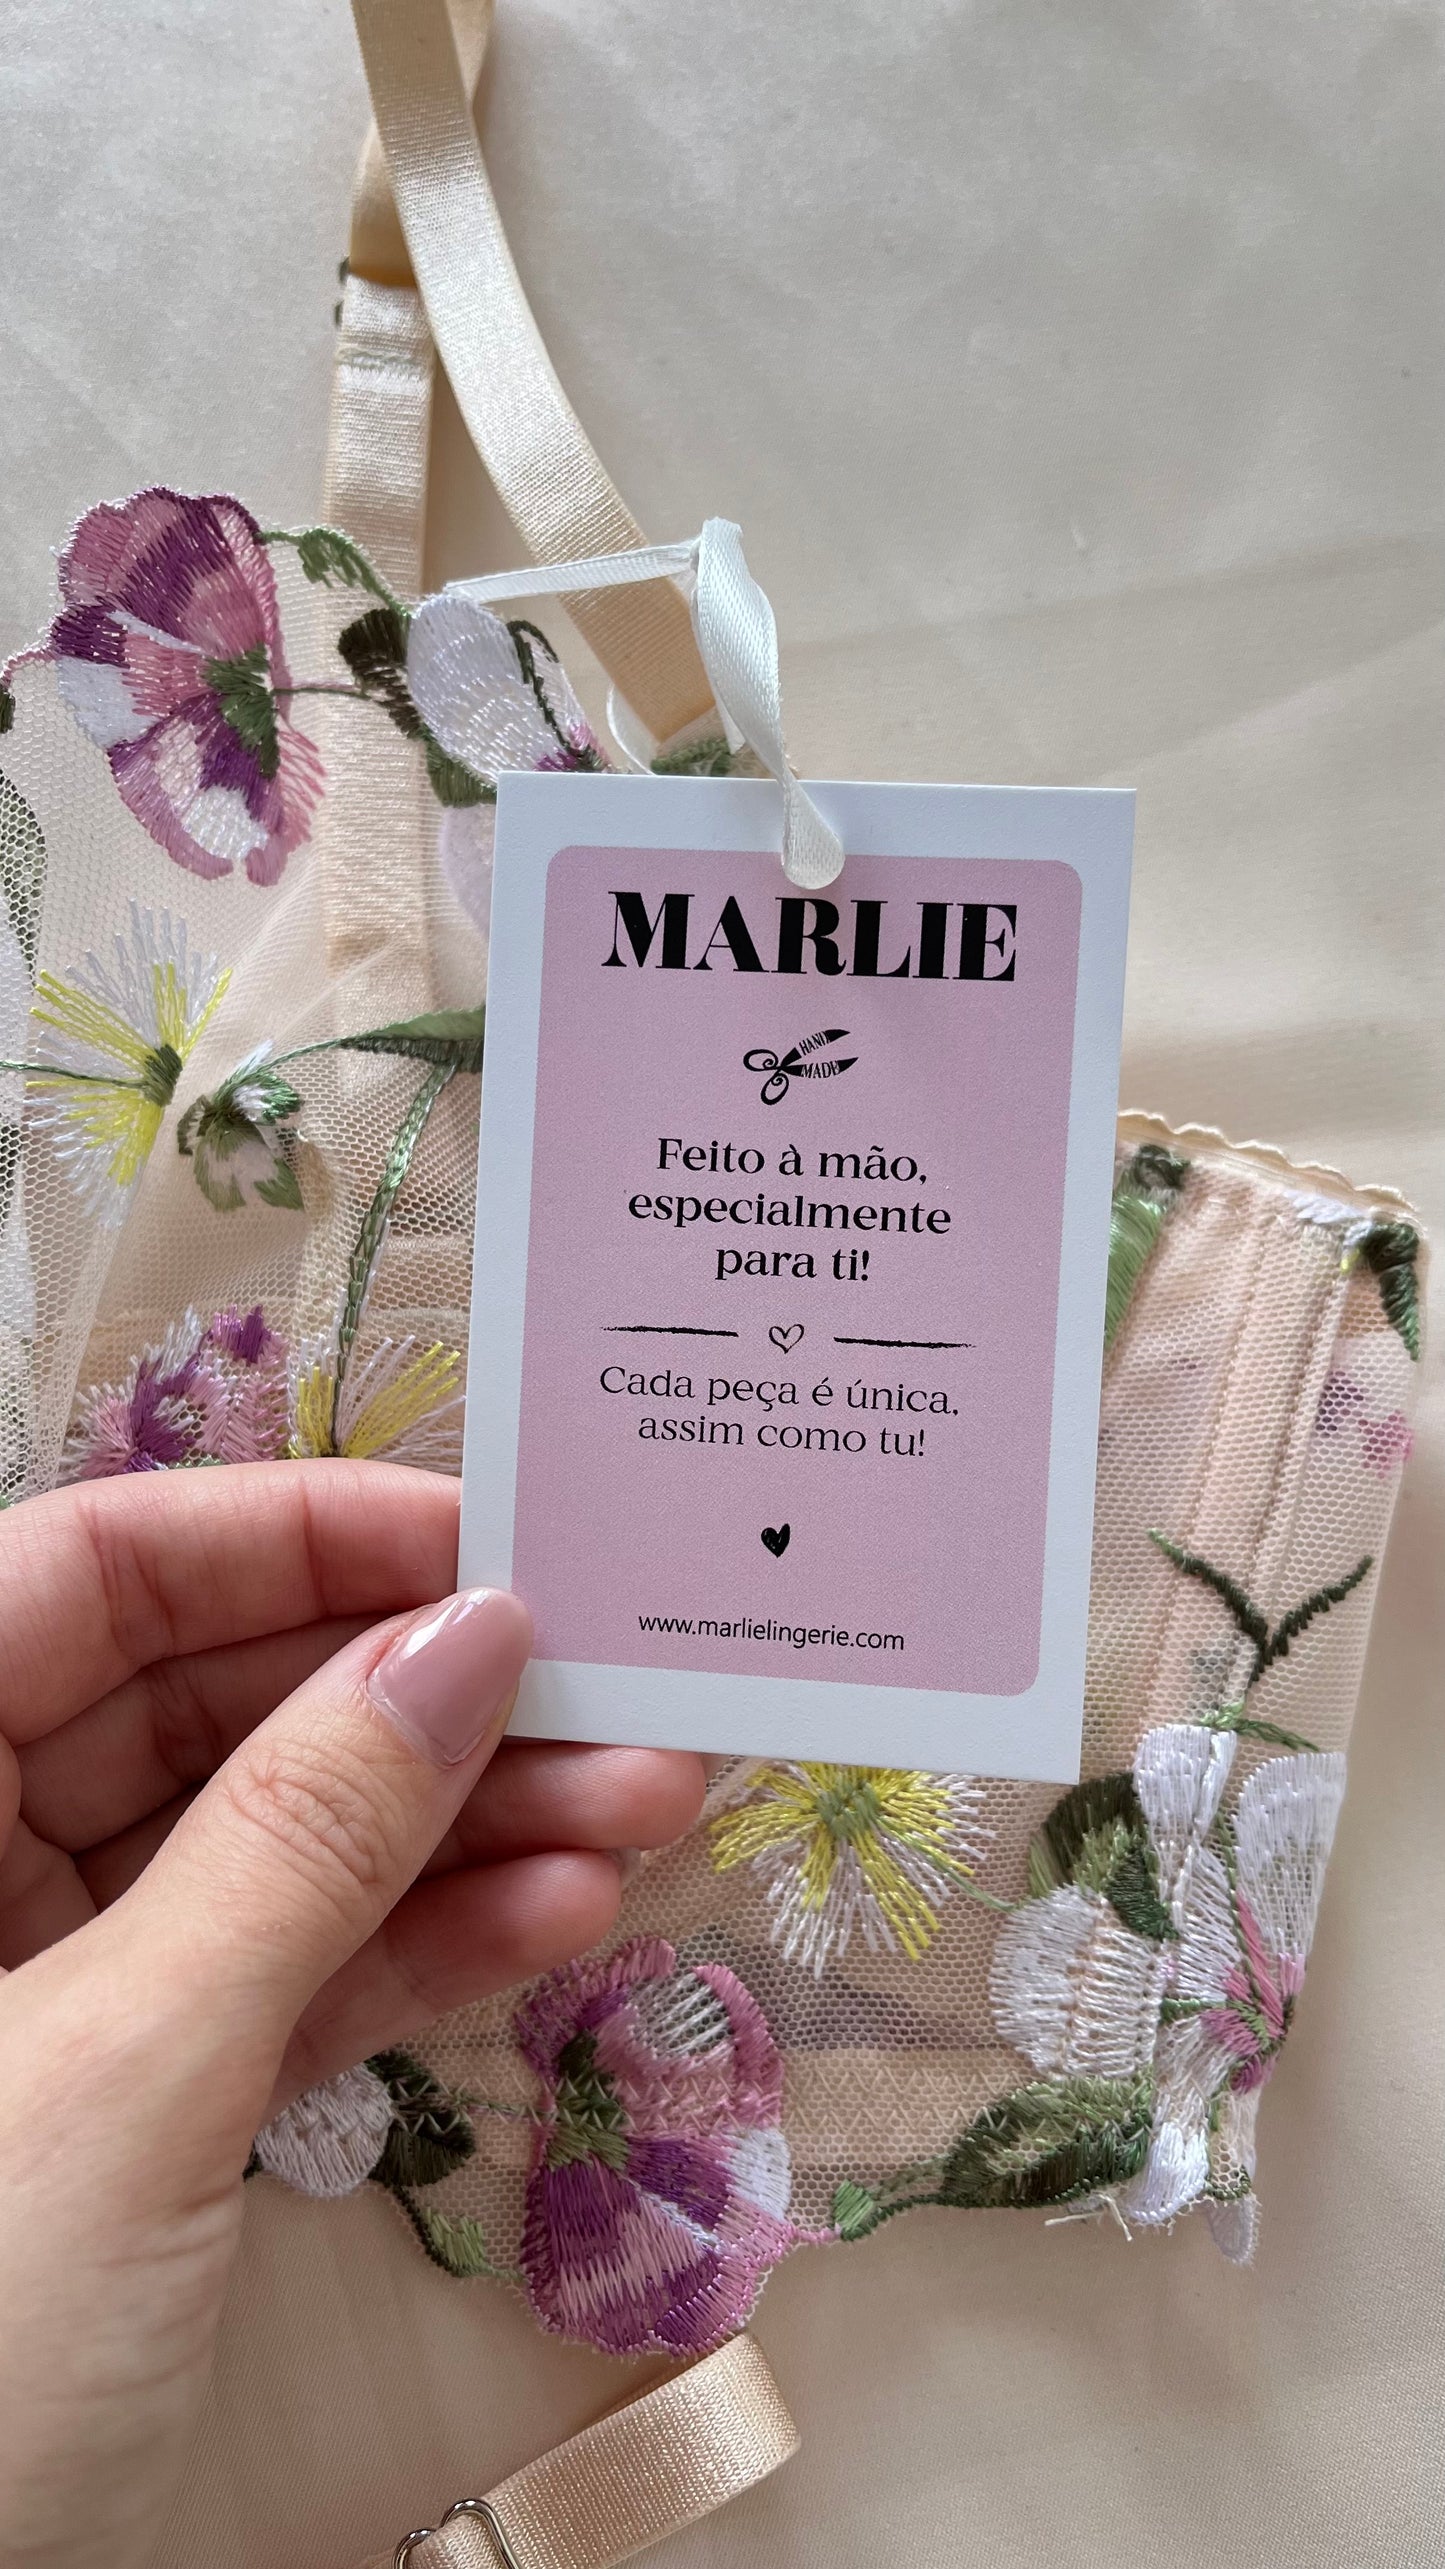 MARLIE
HAND
MADE
Feito à mão,
especialmente
para ti!
Cada peça é única,
assim como tu!
www.marlielingerie.com